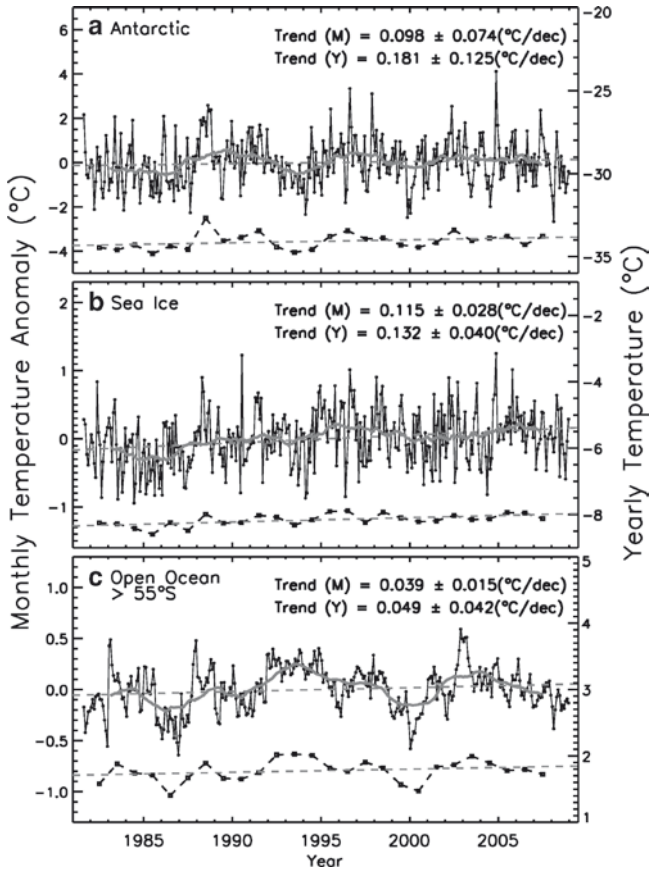 a Antarctic
Trend (M) = 0.098 ± 0.074(°C/dec)
Trend (Y) = 0.181 ± 0.125(°C/dec)
6
4
2
0
−2
−4
−20
−25
−30
−35
b Sea Ice
Trend (M) = 0.115 ± 0.028(°C/dec)
Trend (Y) = 0.132 ± 0.040(°C/dec)
2
1
0
−1
−2
−4
−6
−8
c Open Ocean
> 55°S
Trend (M) = 0.039 ± 0.015(°C/dec)
Trend (Y) = 0.049 ± 0.042(°C/dec)
1.0
0.5
0.0
−0.5
−1.0
5
4
3
2
1
1985 1990 1995 2000 2005
Year
Monthly Temperature Anomaly (°C)
Yearly Temperature (°C)